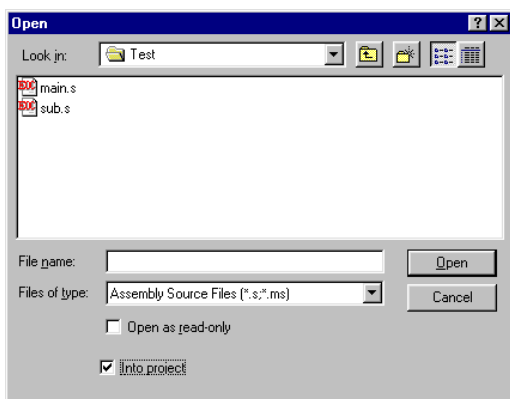 Open
Look in: Test
main.s
sub.s
File name: Open
Files of type: Assembly Source Files (*.s;*.ms) Cancel
Open as read-only
Into project